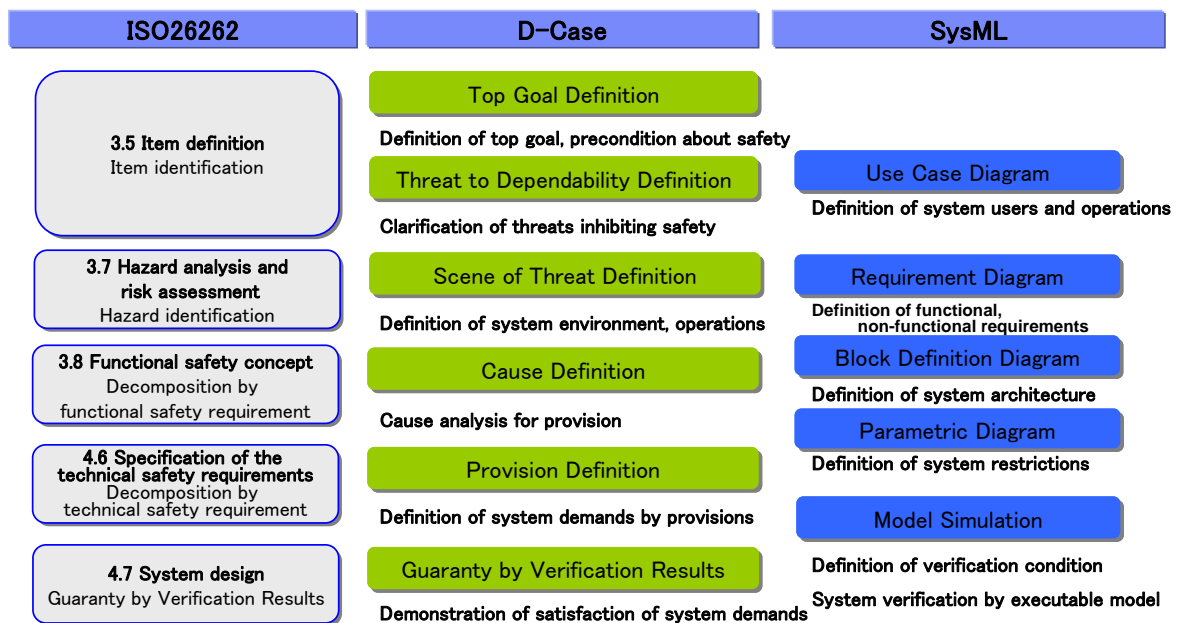 ISO26262
D-Case
SysML
3.5 Item definition
Item identification
3.7 Hazard analysis and
risk assessment
Hazard identification
3.8 Functional safety concept
Decomposition by
functional safety requirement
4.6 Specification of the
technical safety requirements
Decomposition by
technical safety requirement
4.7 System design
Guaranty by Verification Results
Top Goal Definition
Definition of top goal, precondition about safety
Threat to Dependability Definition
Clarification of threats inhibiting safety
Scene of Threat Definition
Definition of system environment, operations
Cause Definition
Cause analysis for provision
Provision Definition
Definition of system demands by provisions
Guaranty by Verification Results
Demonstration of satisfaction of system demands
Use Case Diagram
Definition of system users and operations
Requirement Diagram
Definition of functional,
non-functional requirements
Block Definition Diagram
Definition of system architecture
Parametric Diagram
Definition of system restrictions
Model Simulation
Definition of verification condition
System verification by executable model